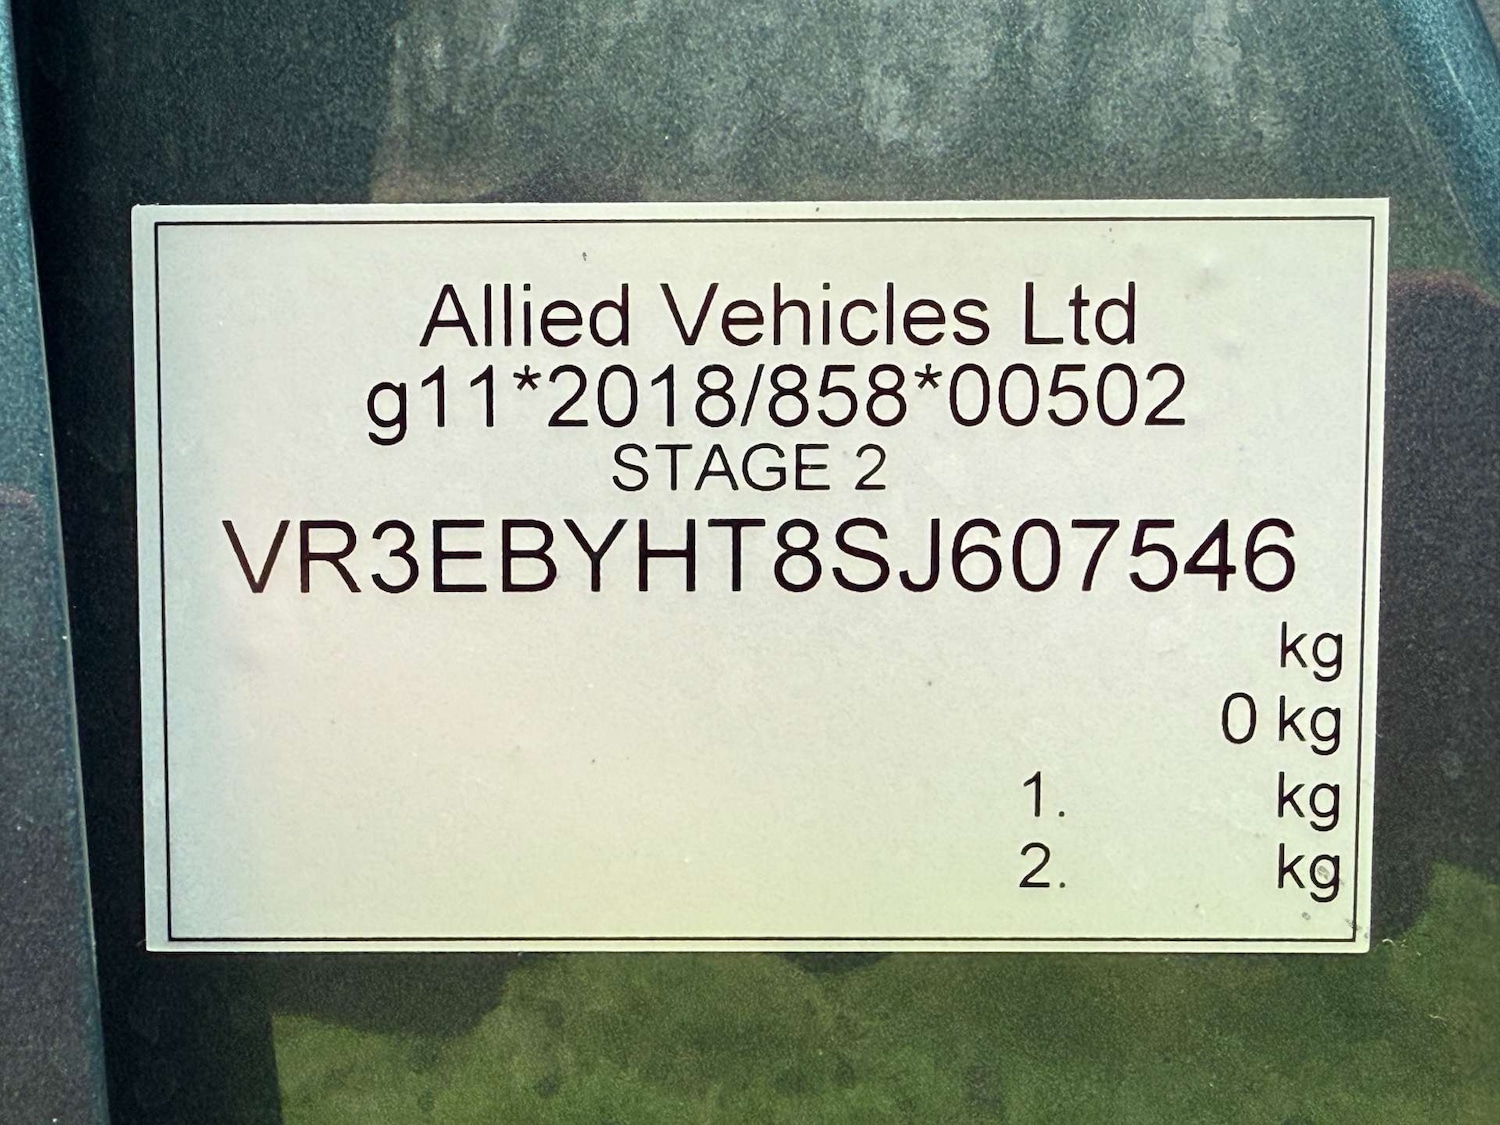 Allied Vehicles Ltd
g11*2018/858*00502
STAGE 2
VR3EBYHT8SJ607546
kg
0 kg
1. kg
2. kg